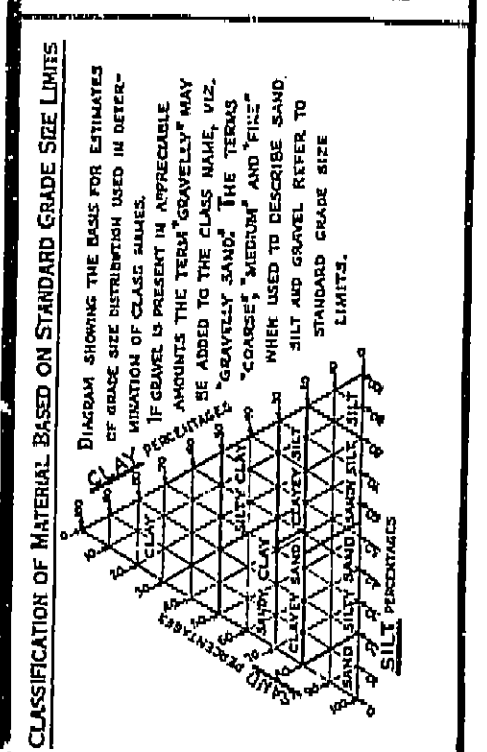 CLASSIFICATION OF MATERIAL BASED ON STANDARD GRADE SIZE LIMITS
DIAGRAM SHOWING THE BASIS FOR ESTIMATES
OF GRADE SIZE DISTRIBUTION USED IN DETER-
MINATION OF CLASS NAMES.
IF GRAVEL IS PRESENT IN APPRECIABLE
AMOUNTS THE TERM "GRAVELLY" MAY
BE ADDED TO THE CLASS NAME, VIZ.
"GRAVELLY SAND." THE TERMS
"COARSE", "MEDIUM" AND "FINE"
WHEN USED TO DESCRIBE SAND,
SILT AND GRAVEL REFER TO
STANDARD GRADE SIZE
LIMITS.
CLAY PERCENTAGES
SAND PERCENTAGES
CLAY
SANDY CLAY
SILTY CLAY
CLAYEY SAND
CLAYEY SILT
SAND
SILTY SAND
SANDY SILT
SILT
SILT PERCENTAGES